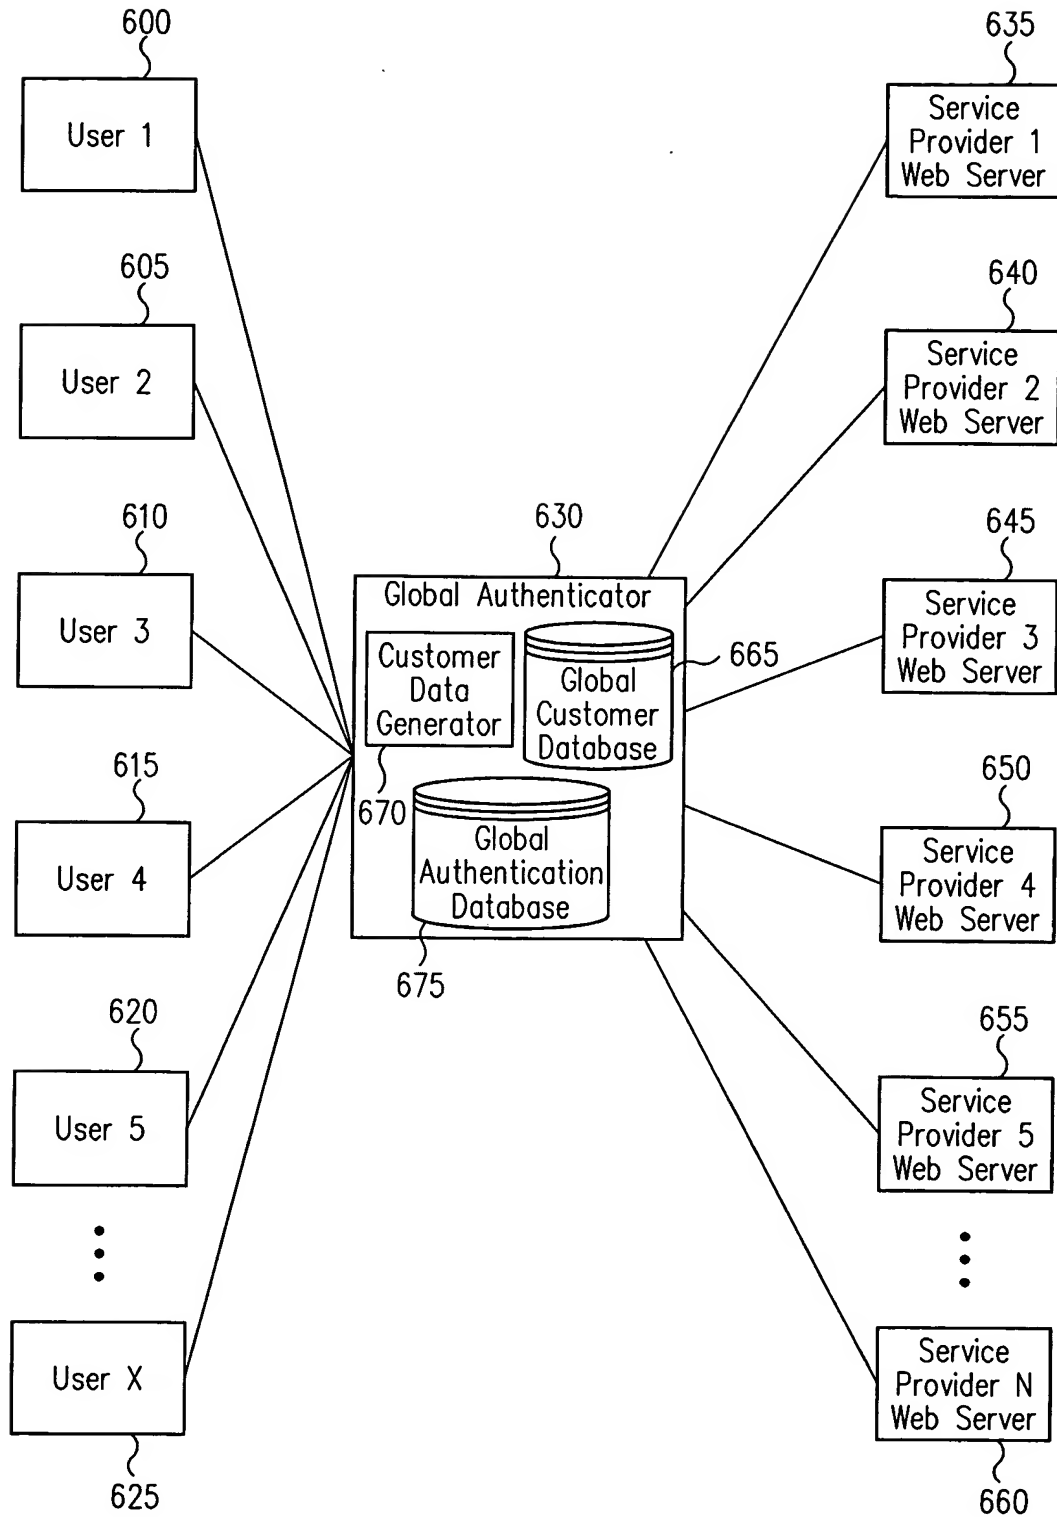 600
User 1
605
User 2
610
User 3
615
User 4
620
User 5
User X
625
630
Global Authenticator
Customer
Data
Generator
670
Global
Customer
Database
665
Global
Authentication
Database
675
635
Service
Provider 1
Web Server
640
Service
Provider 2
Web Server
645
Service
Provider 3
Web Server
650
Service
Provider 4
Web Server
655
Service
Provider 5
Web Server
Service
Provider N
Web Server
660